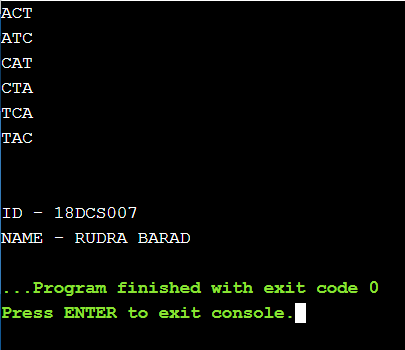 ACT
ATC
CAT
CTA
TCA
TAC
ID - 18DCS007
NAME - RUDRA BARAD
...Program finished with exit code 0
Press ENTER to exit console.